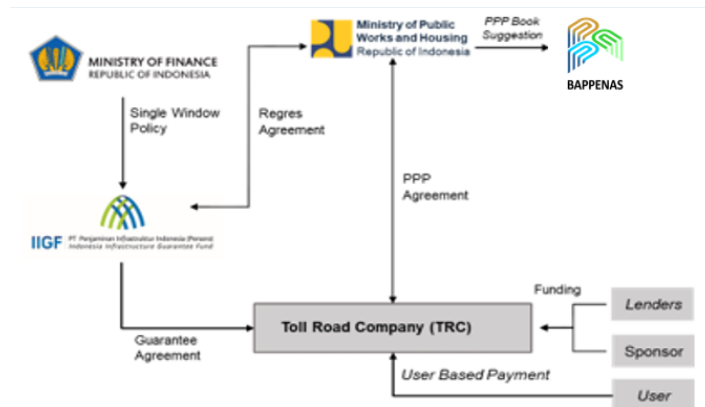 MINISTRY OF FINANCE
REPUBLIC OF INDONESIA
Ministry of Public
Works and Housing
Republic of Indonesia
PPP Book
Suggestion
BAPPENAS
Single Window
Policy
Regres
Agreement
PPP
Agreement
IIGF
PT Penjaminan Infrastruktur Indonesia (Persero)
Indonesia Infrastructure Guarantee Fund
Guarantee
Agreement
Toll Road Company (TRC)
Funding
Lenders
Sponsor
User Based Payment
User